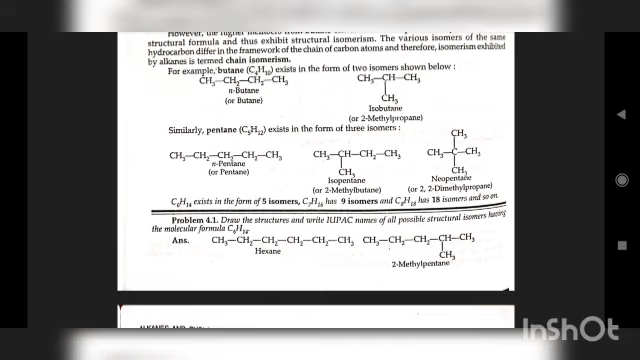 However, the higher members from
structural formula and thus exhibit structural isomerism. The various isomers of the same
hydrocarbon differ in the framework of the chain of carbon atoms and therefore, isomerism exhibited
by alkanes is termed chain isomerism.
For example, butane (C₄H₁₀) exists in the form of two isomers shown below :
CH₃—CH₂—CH₂—CH₃ CH₃—CH—CH₃
n-Butane CH₃
(or Butane) Isobutane
(or 2-Methylpropane)
Similarly, pentane (C₅H₁₂) exists in the form of three isomers :
CH₃
CH₃—CH₂—CH₂—CH₂—CH₃ CH₃—CH—CH₂—CH₃ CH₃—C—CH₃
n-Pentane CH₃ CH₃
(or Pentane) Isopentane Neopentane
(or 2-Methylbutane) (or 2, 2-Dimethylpropane)
C₆H₁₄ exists in form of 5 isomers, C₇H₁₆ has 9 isomers and C₈H₁₈ has 18 isomers and so on.
Problem 4.1. Draw the structures and write IUPAC names of all possible structural isomers having
the molecular formula C₆H₁₄.
Ans. CH₃—CH₂—CH₂—CH₂—CH₂—CH₃ CH₃—CH₂—CH₂—CH—CH₃
Hexane CH₃
2-Methylpentane
ALKANES AND
InShOt